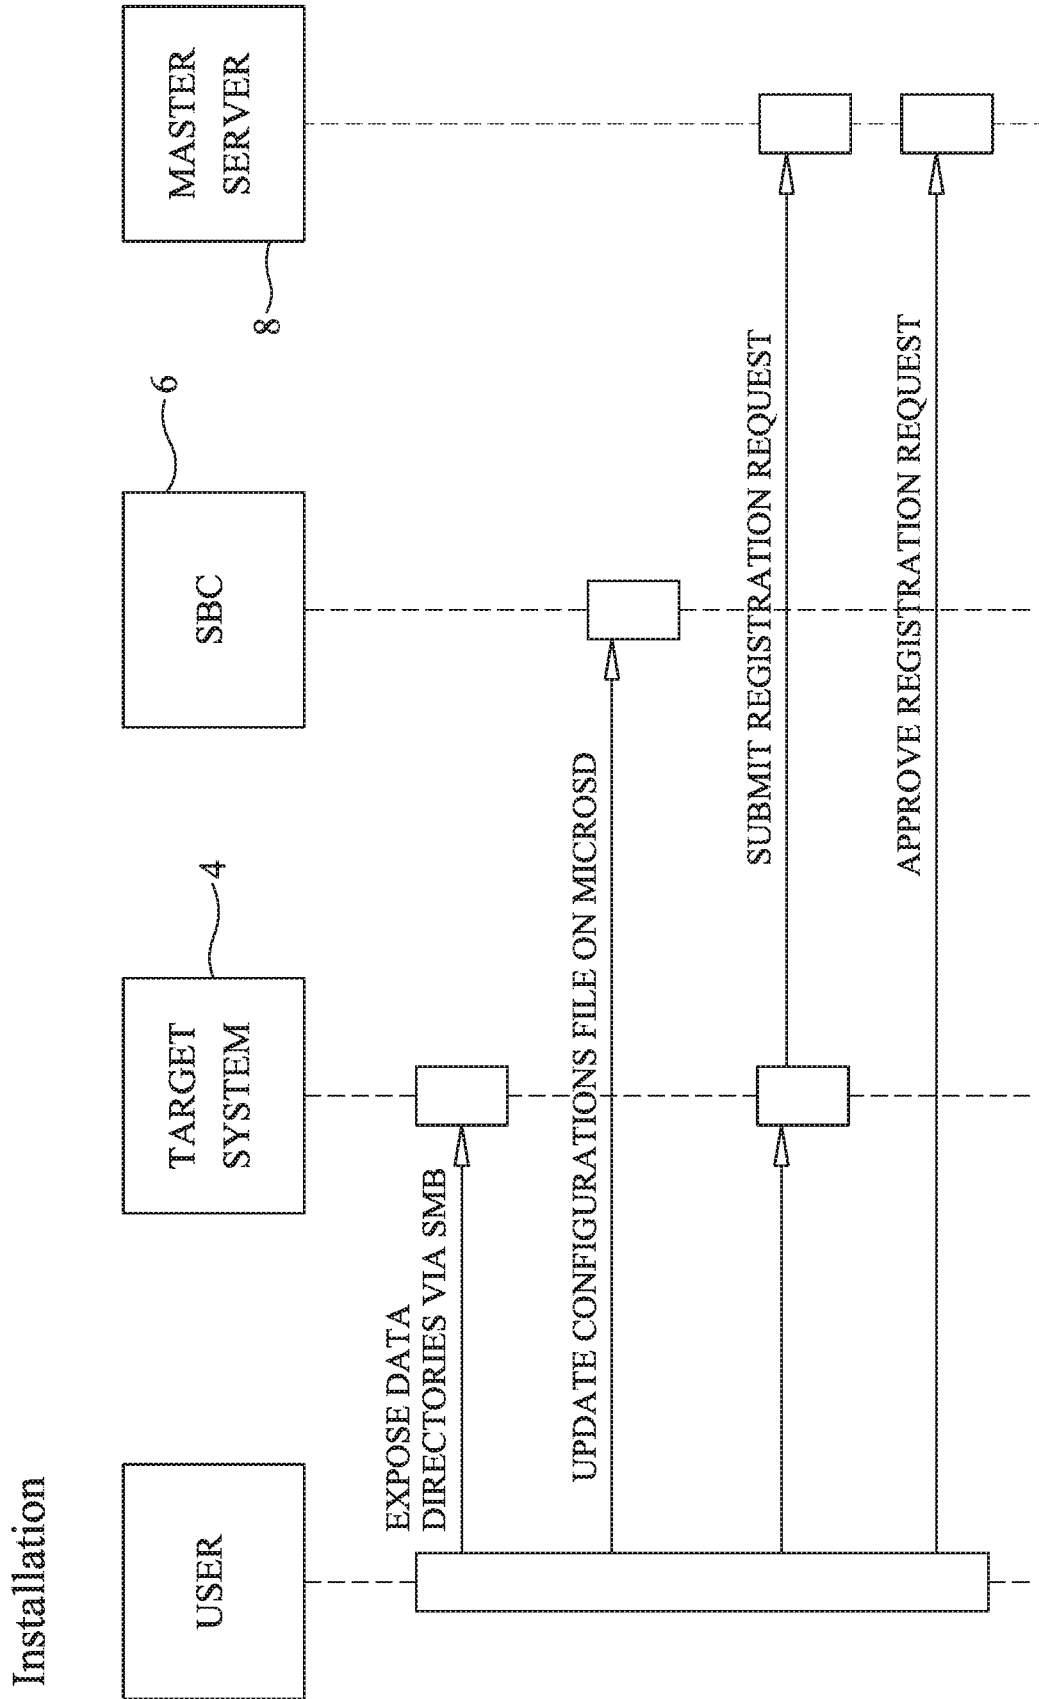 Installation
USER
TARGET
SYSTEM
4
SBC
6
MASTER
SERVER
8
EXPOSE DATA
DIRECTORIES VIA SMB
UPDATE CONFIGURATIONS FILE ON MICROSD
SUBMIT REGISTRATION REQUEST
APPROVE REGISTRATION REQUEST